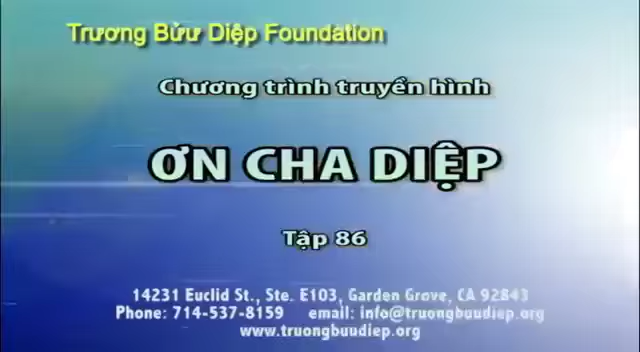 Trương Bửu Diệp Foundation
Chương trình truyền hình
ƠN CHA DIỆP
Tập 86
14231 Euclid St., Ste. E103, Garden Grove, CA 92843
Phone: 714-537-8159 email: info@truongbuudiep.org
www.truongbuudiep.org